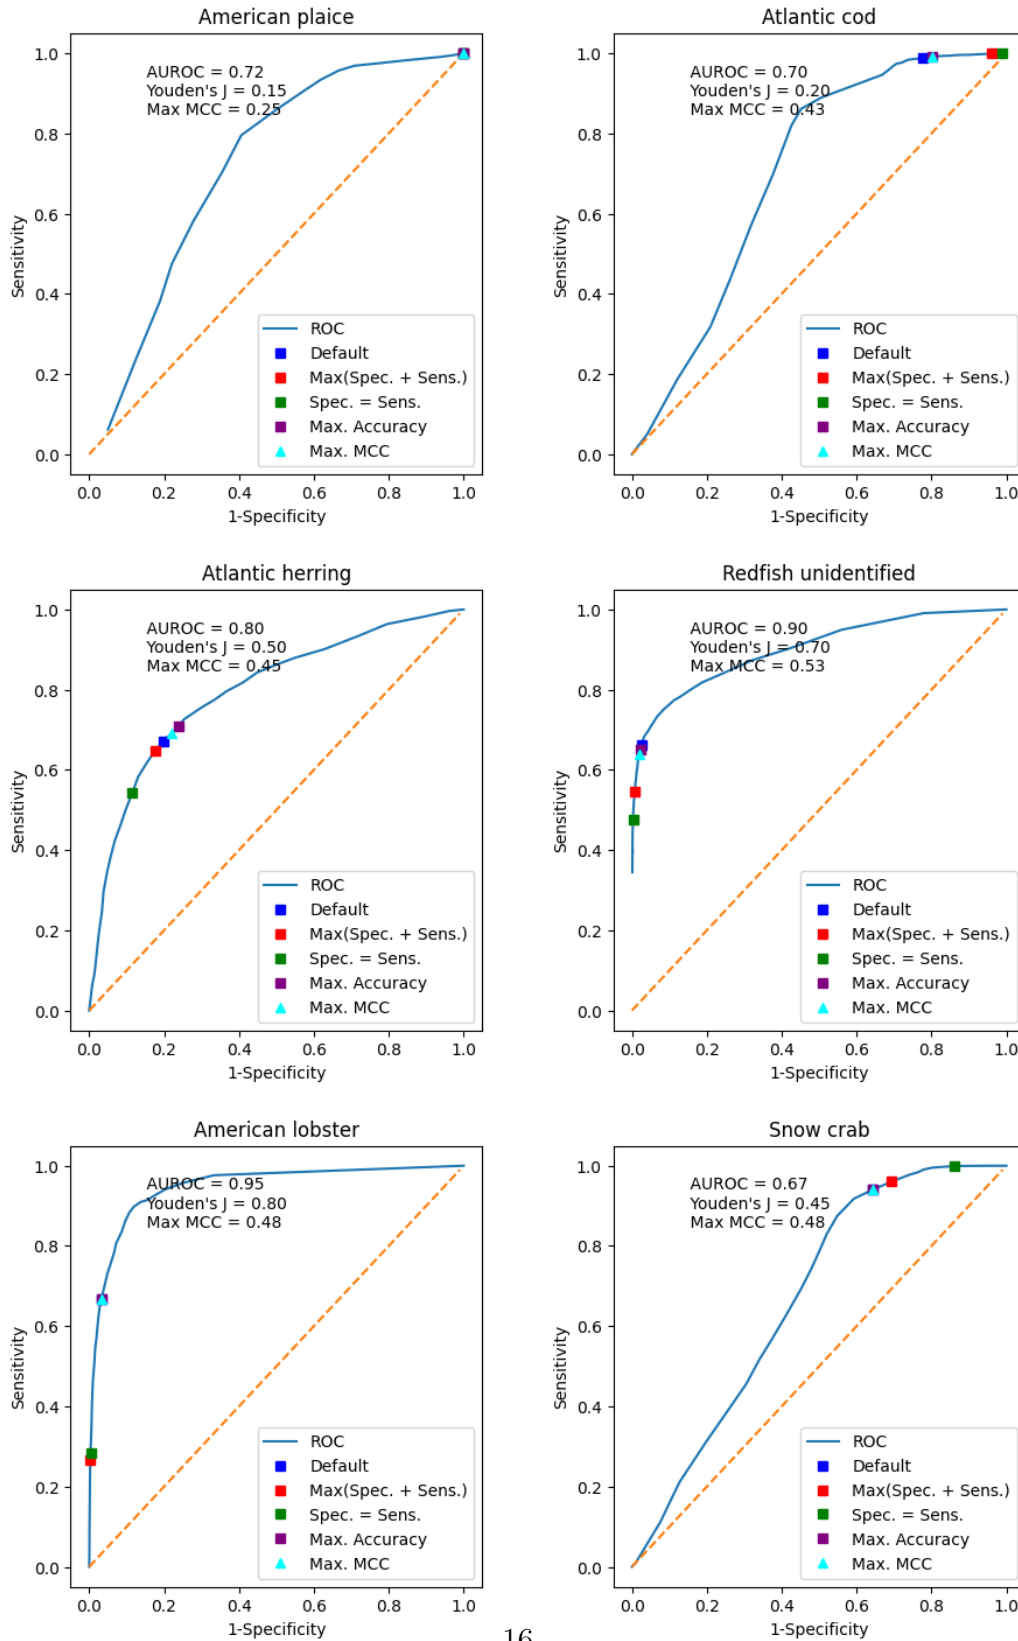 American plaice
AUROC = 0.72
Youden's J = 0.15
Max MCC = 0.25
1.0
0.8
0.6
0.4
0.2
0.0
Sensitivity
ROC
Default
Max(Spec. + Sens.)
Spec. = Sens.
Max. Accuracy
Max. MCC
0.0 0.2 0.4 0.6 0.8 1.0
1-Specificity
Atlantic cod
AUROC = 0.70
Youden's J = 0.20
Max MCC = 0.43
1.0
0.8
0.6
0.4
0.2
0.0
Sensitivity
ROC
Default
Max(Spec. + Sens.)
Spec. = Sens.
Max. Accuracy
Max. MCC
0.0 0.2 0.4 0.6 0.8 1.0
1-Specificity
Atlantic herring
AUROC = 0.80
Youden's J = 0.50
Max MCC = 0.45
1.0
0.8
0.6
0.4
0.2
0.0
Sensitivity
ROC
Default
Max(Spec. + Sens.)
Spec. = Sens.
Max. Accuracy
Max. MCC
0.0 0.2 0.4 0.6 0.8 1.0
1-Specificity
Redfish unidentified
AUROC = 0.90
Youden's J = 0.70
Max MCC = 0.53
1.0
0.8
0.6
0.4
0.2
0.0
Sensitivity
ROC
Default
Max(Spec. + Sens.)
Spec. = Sens.
Max. Accuracy
Max. MCC
0.0 0.2 0.4 0.6 0.8 1.0
1-Specificity
American lobster
AUROC = 0.95
Youden's J = 0.80
Max MCC = 0.48
1.0
0.8
0.6
0.4
0.2
0.0
Sensitivity
ROC
Default
Max(Spec. + Sens.)
Spec. = Sens.
Max. Accuracy
Max. MCC
0.0 0.2 0.4 0.6 0.8 1.0
1-Specificity
Snow crab
AUROC = 0.67
Youden's J = 0.45
Max MCC = 0.48
1.0
0.8
0.6
0.4
0.2
0.0
Sensitivity
ROC
Default
Max(Spec. + Sens.)
Spec. = Sens.
Max. Accuracy
Max. MCC
0.0 0.2 0.4 0.6 0.8 1.0
1-Specificity
16